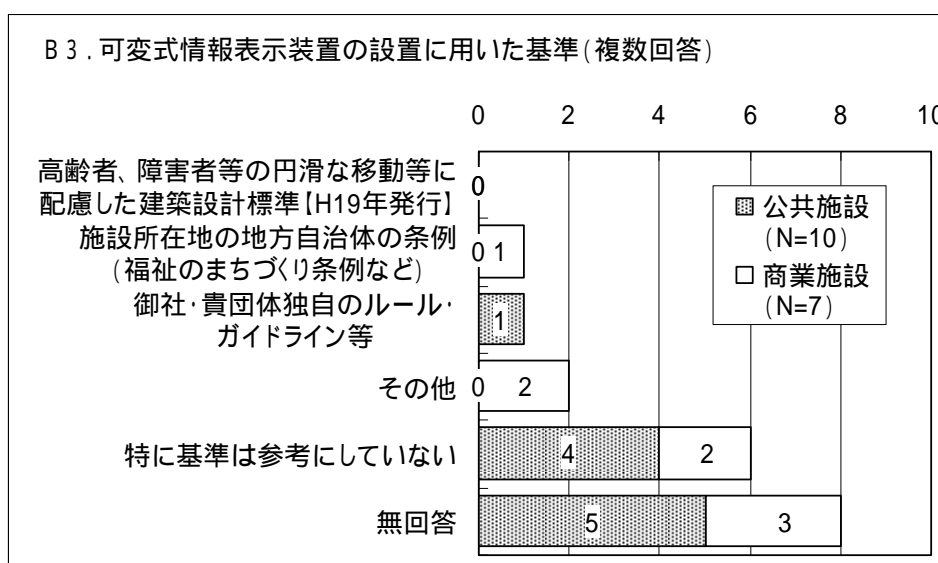 B3.可変式情報表示装置の設置に用いた基準(複数回答)
0 2 4 6 8 10
高齢者、障害者等の円滑な移動等に
配慮した建築設計標準【H19年発行】
0
施設所在地の地方自治体の条例
(福祉のまちづくり条例など)
0 1
御社・貴団体独自のルール・
ガイドライン等
1
その他
0 2
特に基準は参考にしていない
4 2
無回答
5 3
公共施設
(N=10)
商業施設
(N=7)